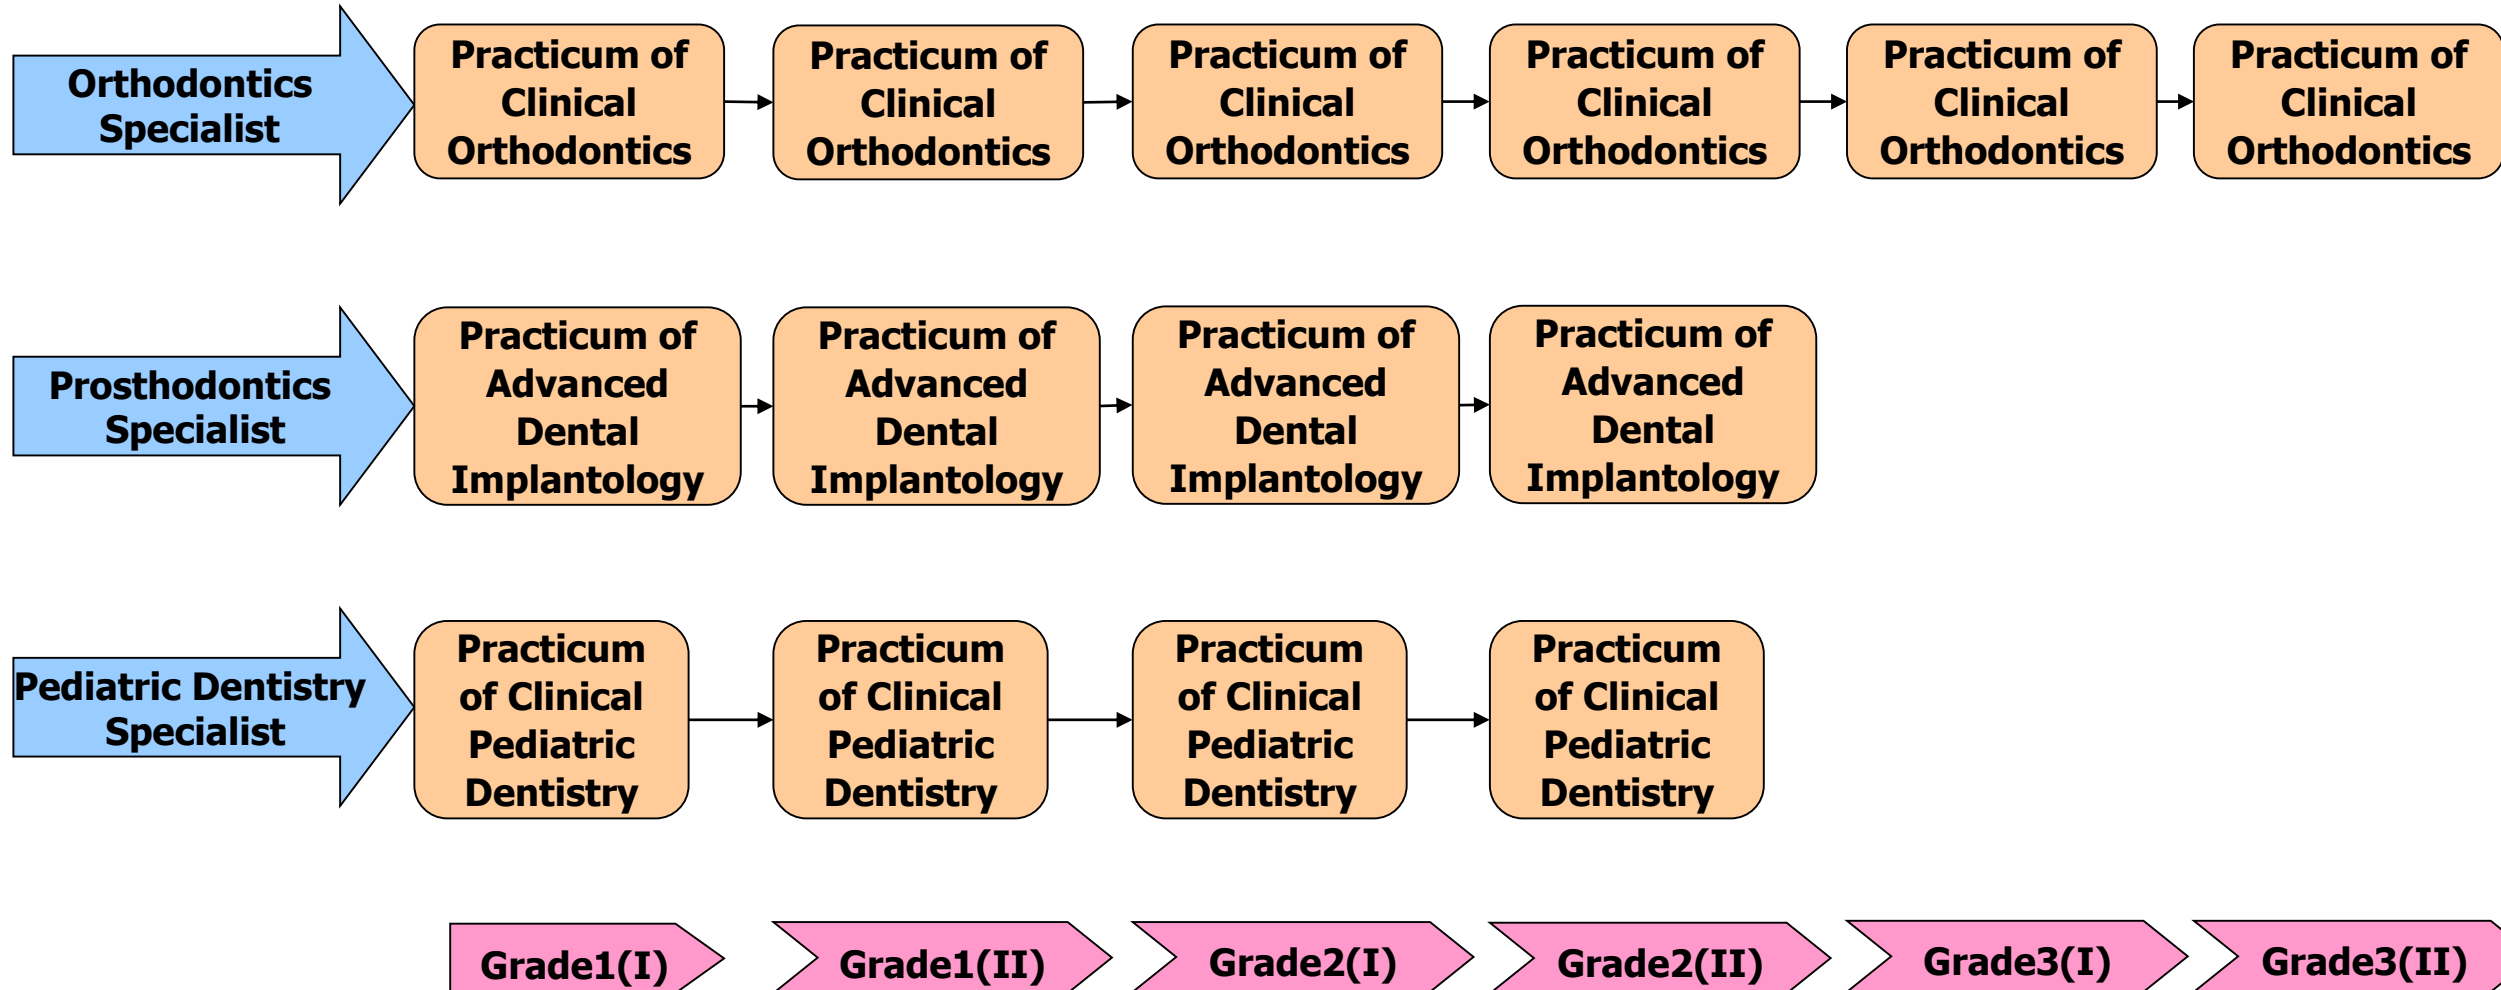 Orthodontics
Specialist
Practicum of
Clinical
Orthodontics
Practicum of
Clinical
Orthodontics
Practicum of
Clinical
Orthodontics
Practicum of
Clinical
Orthodontics
Practicum of
Clinical
Orthodontics
Practicum of
Clinical
Orthodontics
Prosthodontics
Specialist
Practicum of
Advanced
Dental
Implantology
Practicum of
Advanced
Dental
Implantology
Practicum of
Advanced
Dental
Implantology
Practicum of
Advanced
Dental
Implantology
Pediatric Dentistry
Specialist
Practicum
of Clinical
Pediatric
Dentistry
Practicum
of Clinical
Pediatric
Dentistry
Practicum
of Clinical
Pediatric
Dentistry
Practicum
of Clinical
Pediatric
Dentistry
Grade1(I)
Grade1(II)
Grade2(I)
Grade2(II)
Grade3(I)
Grade3(II)